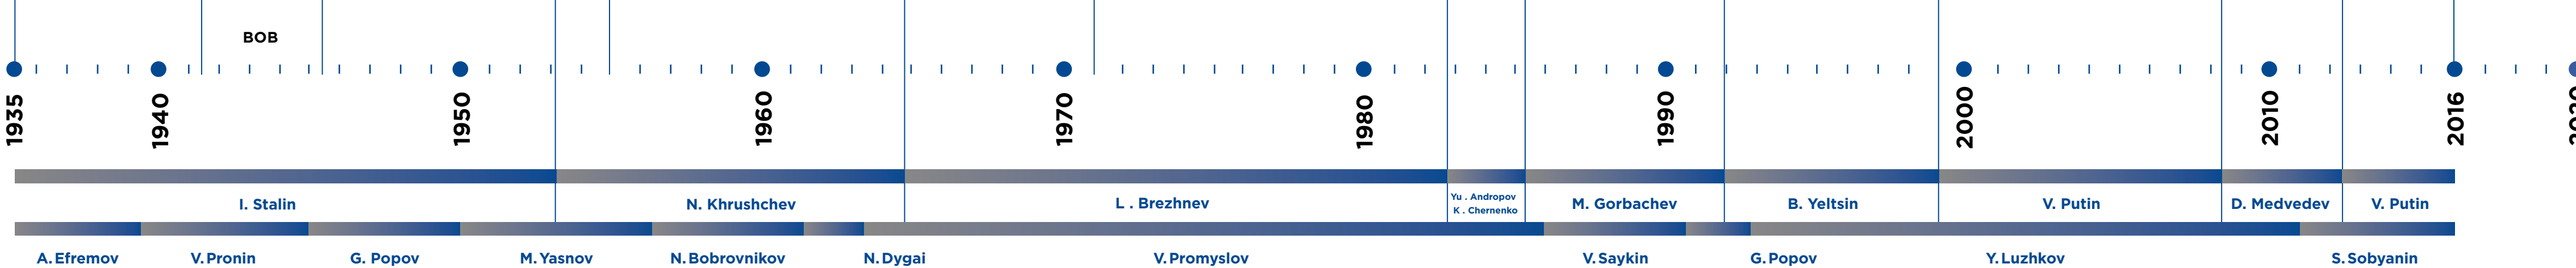 BOB
1935 1940 1950 1960 1970 1980 1990 2000 2010 2016
I. Stalin N. Khrushchev L . Brezhnev Yu . Andropov K . Chernenko M. Gorbachev B. Yeltsin V. Putin D. Medvedev V. Putin
A. Efremov V. Pronin G. Popov M. Yasnov N. Bobrovnikov N. Dygai V. Promyslov V. Saykin G. Popov Y. Luzhkov S. Sobyanin